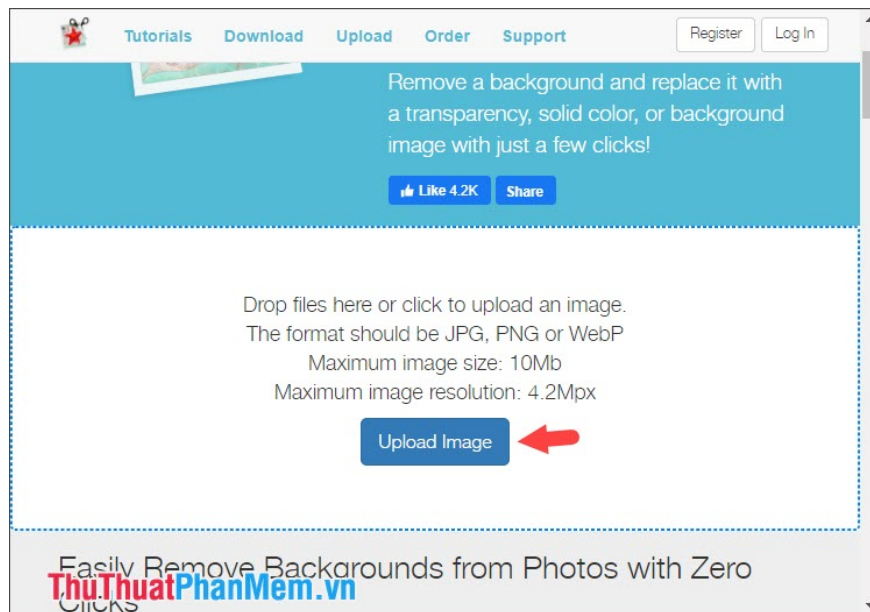 Tutorials Download Upload Order Support Register Log In
Remove a background and replace it with
a transparency, solid color, or background
image with just a few clicks!
Like 4.2K Share
Drop files here or click to upload an image.
The format should be JPG, PNG or WebP
Maximum image size: 10Mb
Maximum image resolution: 4.2Mpx
Upload Image
Easily Remove Backgrounds from Photos with Zero
Clicks
ThuThuatPhanMem.vn